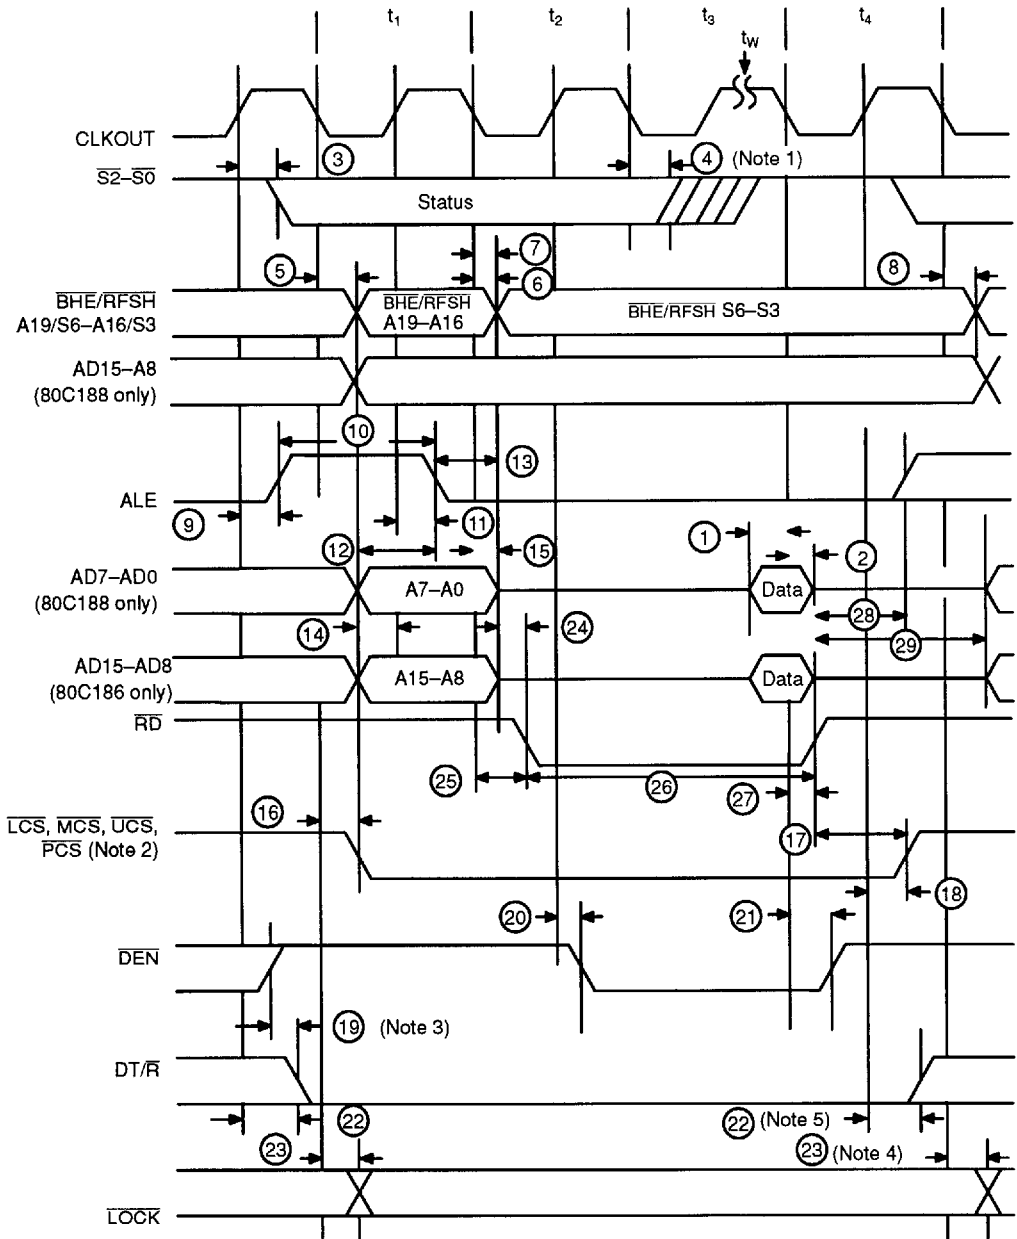 t1 t2 t3 t4
tW
CLKOUT
3 4 (Note 1)
S2–S0
Status
7
5 6 8
BHE/RFSH
A19/S6–A16/S3
BHE/RFSH
A19–A16
BHE/RFSH S6–S3
AD15–A8
(80C188 only)
10
13
ALE
9 11
12 15 1 2
AD7–AD0
(80C188 only)
A7–A0
Data
28
14 24
29
AD15–AD8
(80C186 only)
A15–A8
Data
RD
25 26
27
16
17
LCS, MCS, UCS,
PCS (Note 2)
18
20 21
DEN
19 (Note 3)
DT/R
22 22 (Note 5)
23 23 (Note 4)
LOCK